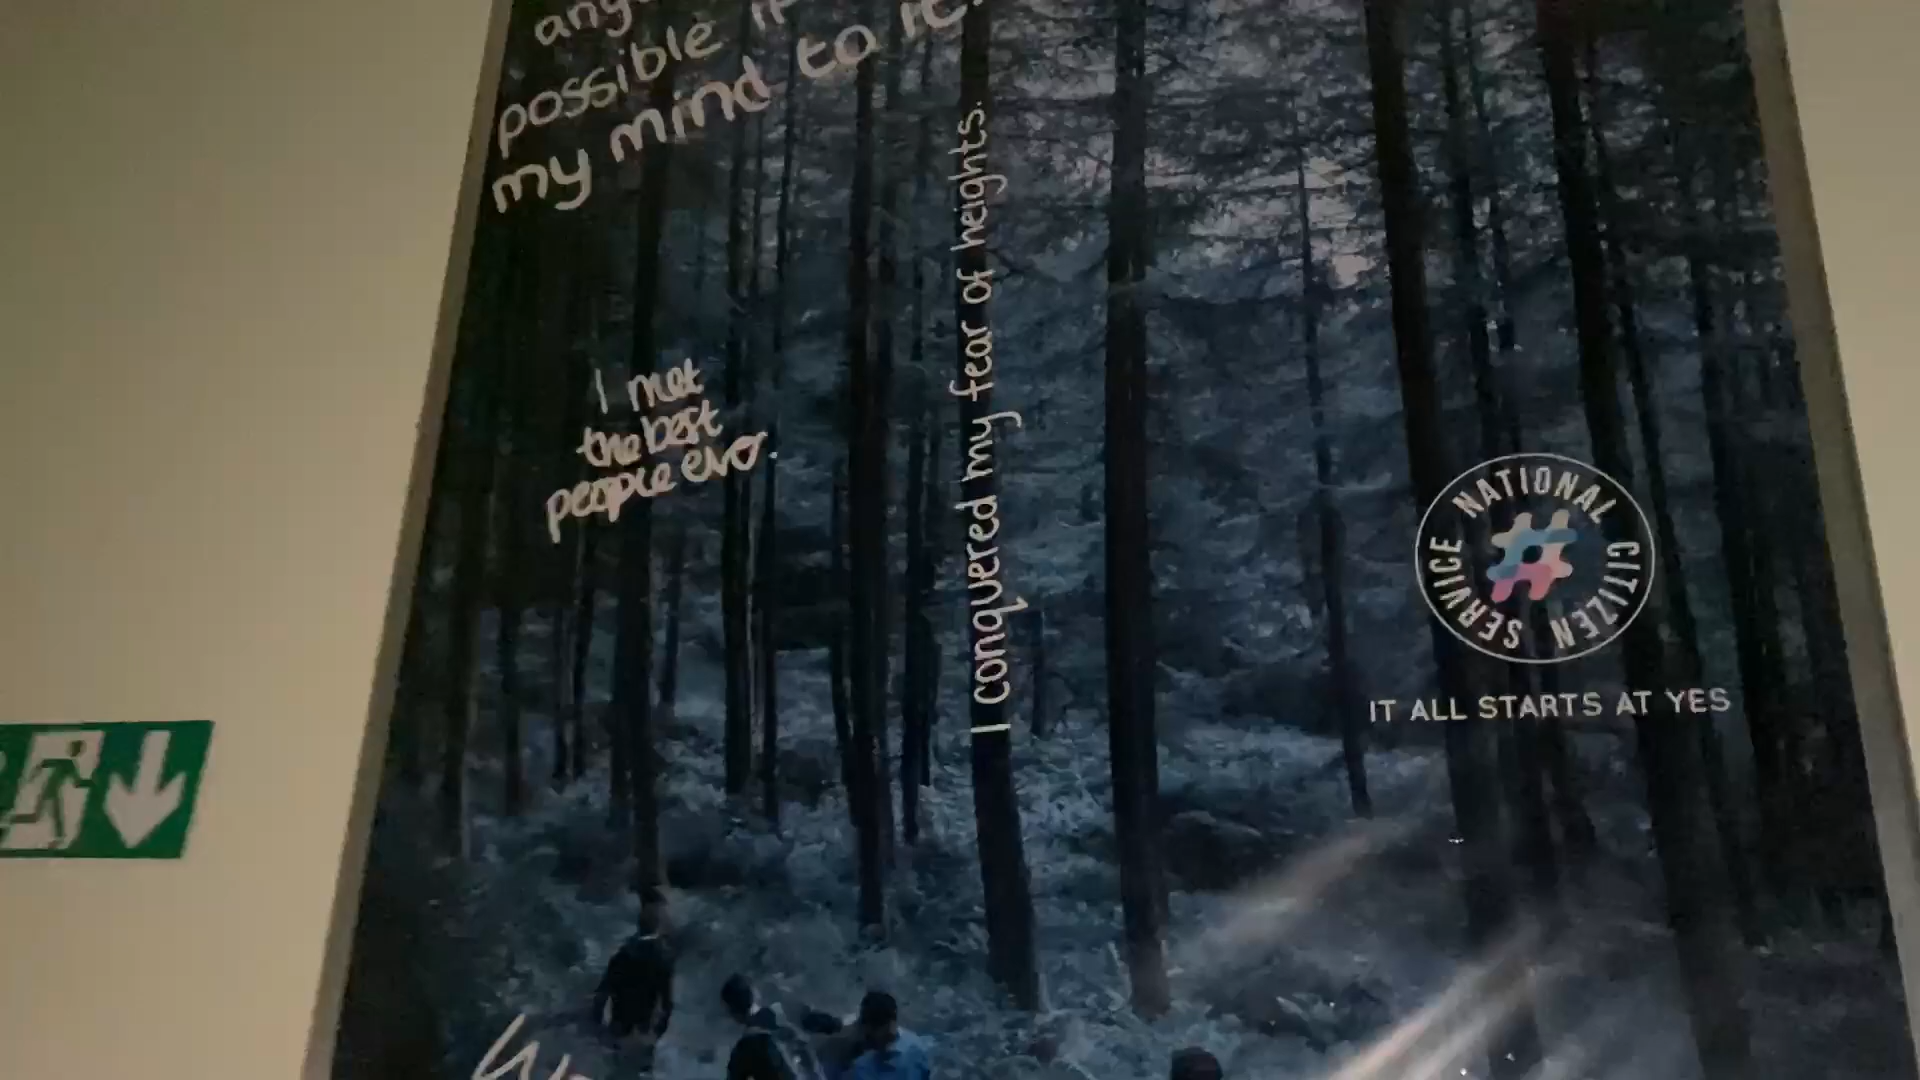 possible
my mind to it.
I met
the best
people ever.
I conquered my fear of heights.
NATIONAL CITIZEN SERVICE
IT ALL STARTS AT YES